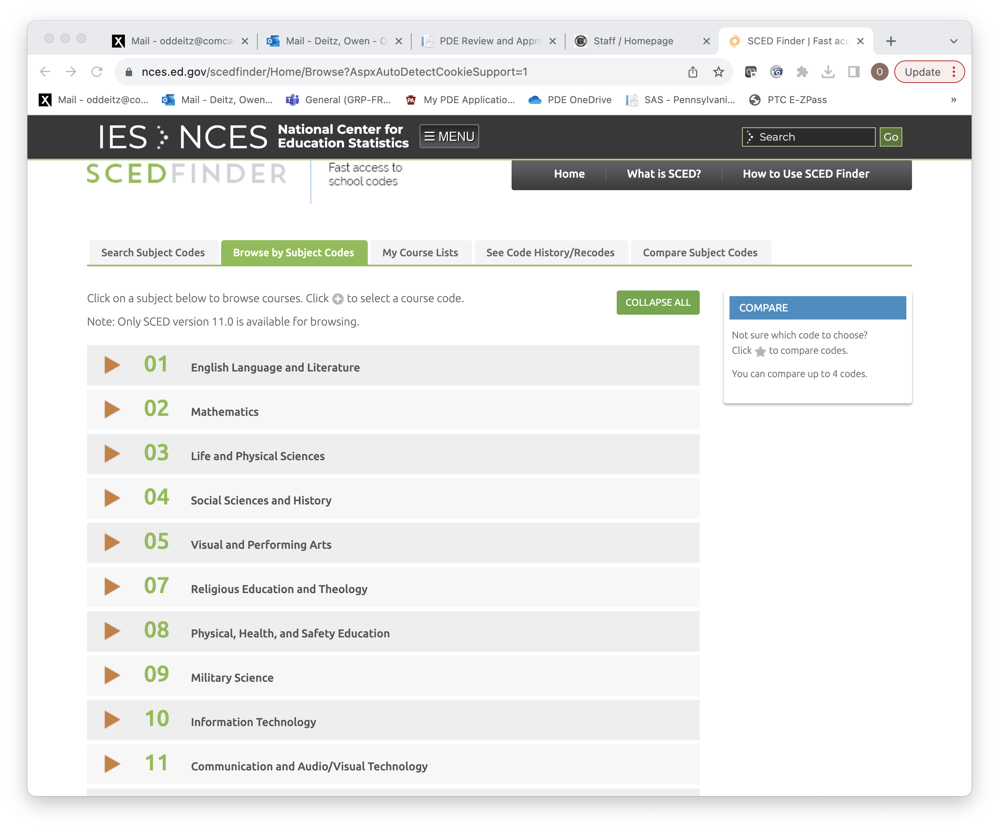 Mail - oddeitz@comca
Mail - Deitz, Owen - O
PDE Review and Appro
Staff / Homepage
SCED Finder | Fast acc
nces.ed.gov/scedfinder/Home/Browse?AspxAutoDetectCookieSupport=1
O
Update
Mail - oddeitz@co...
Mail - Deitz, Owen...
General (GRP-FR...
My PDE Applicatio...
PDE OneDrive
SAS - Pennsylvani...
PTC E-ZPass
»
IES NCES National Center for
Education Statistics
MENU
Search
Go
SCEDFINDER
Fast access to
school codes
Home
What is SCED?
How to Use SCED Finder
Search Subject Codes
Browse by Subject Codes
My Course Lists
See Code History/Recodes
Compare Subject Codes
Click on a subject below to browse courses. Click to select a course code.
Note: Only SCED version 11.0 is available for browsing.
COLLAPSE ALL
COMPARE
Not sure which code to choose?
Click to compare codes.
You can compare up to 4 codes.
01 English Language and Literature
02 Mathematics
03 Life and Physical Sciences
04 Social Sciences and History
05 Visual and Performing Arts
07 Religious Education and Theology
08 Physical, Health, and Safety Education
09 Military Science
10 Information Technology
11 Communication and Audio/Visual Technology